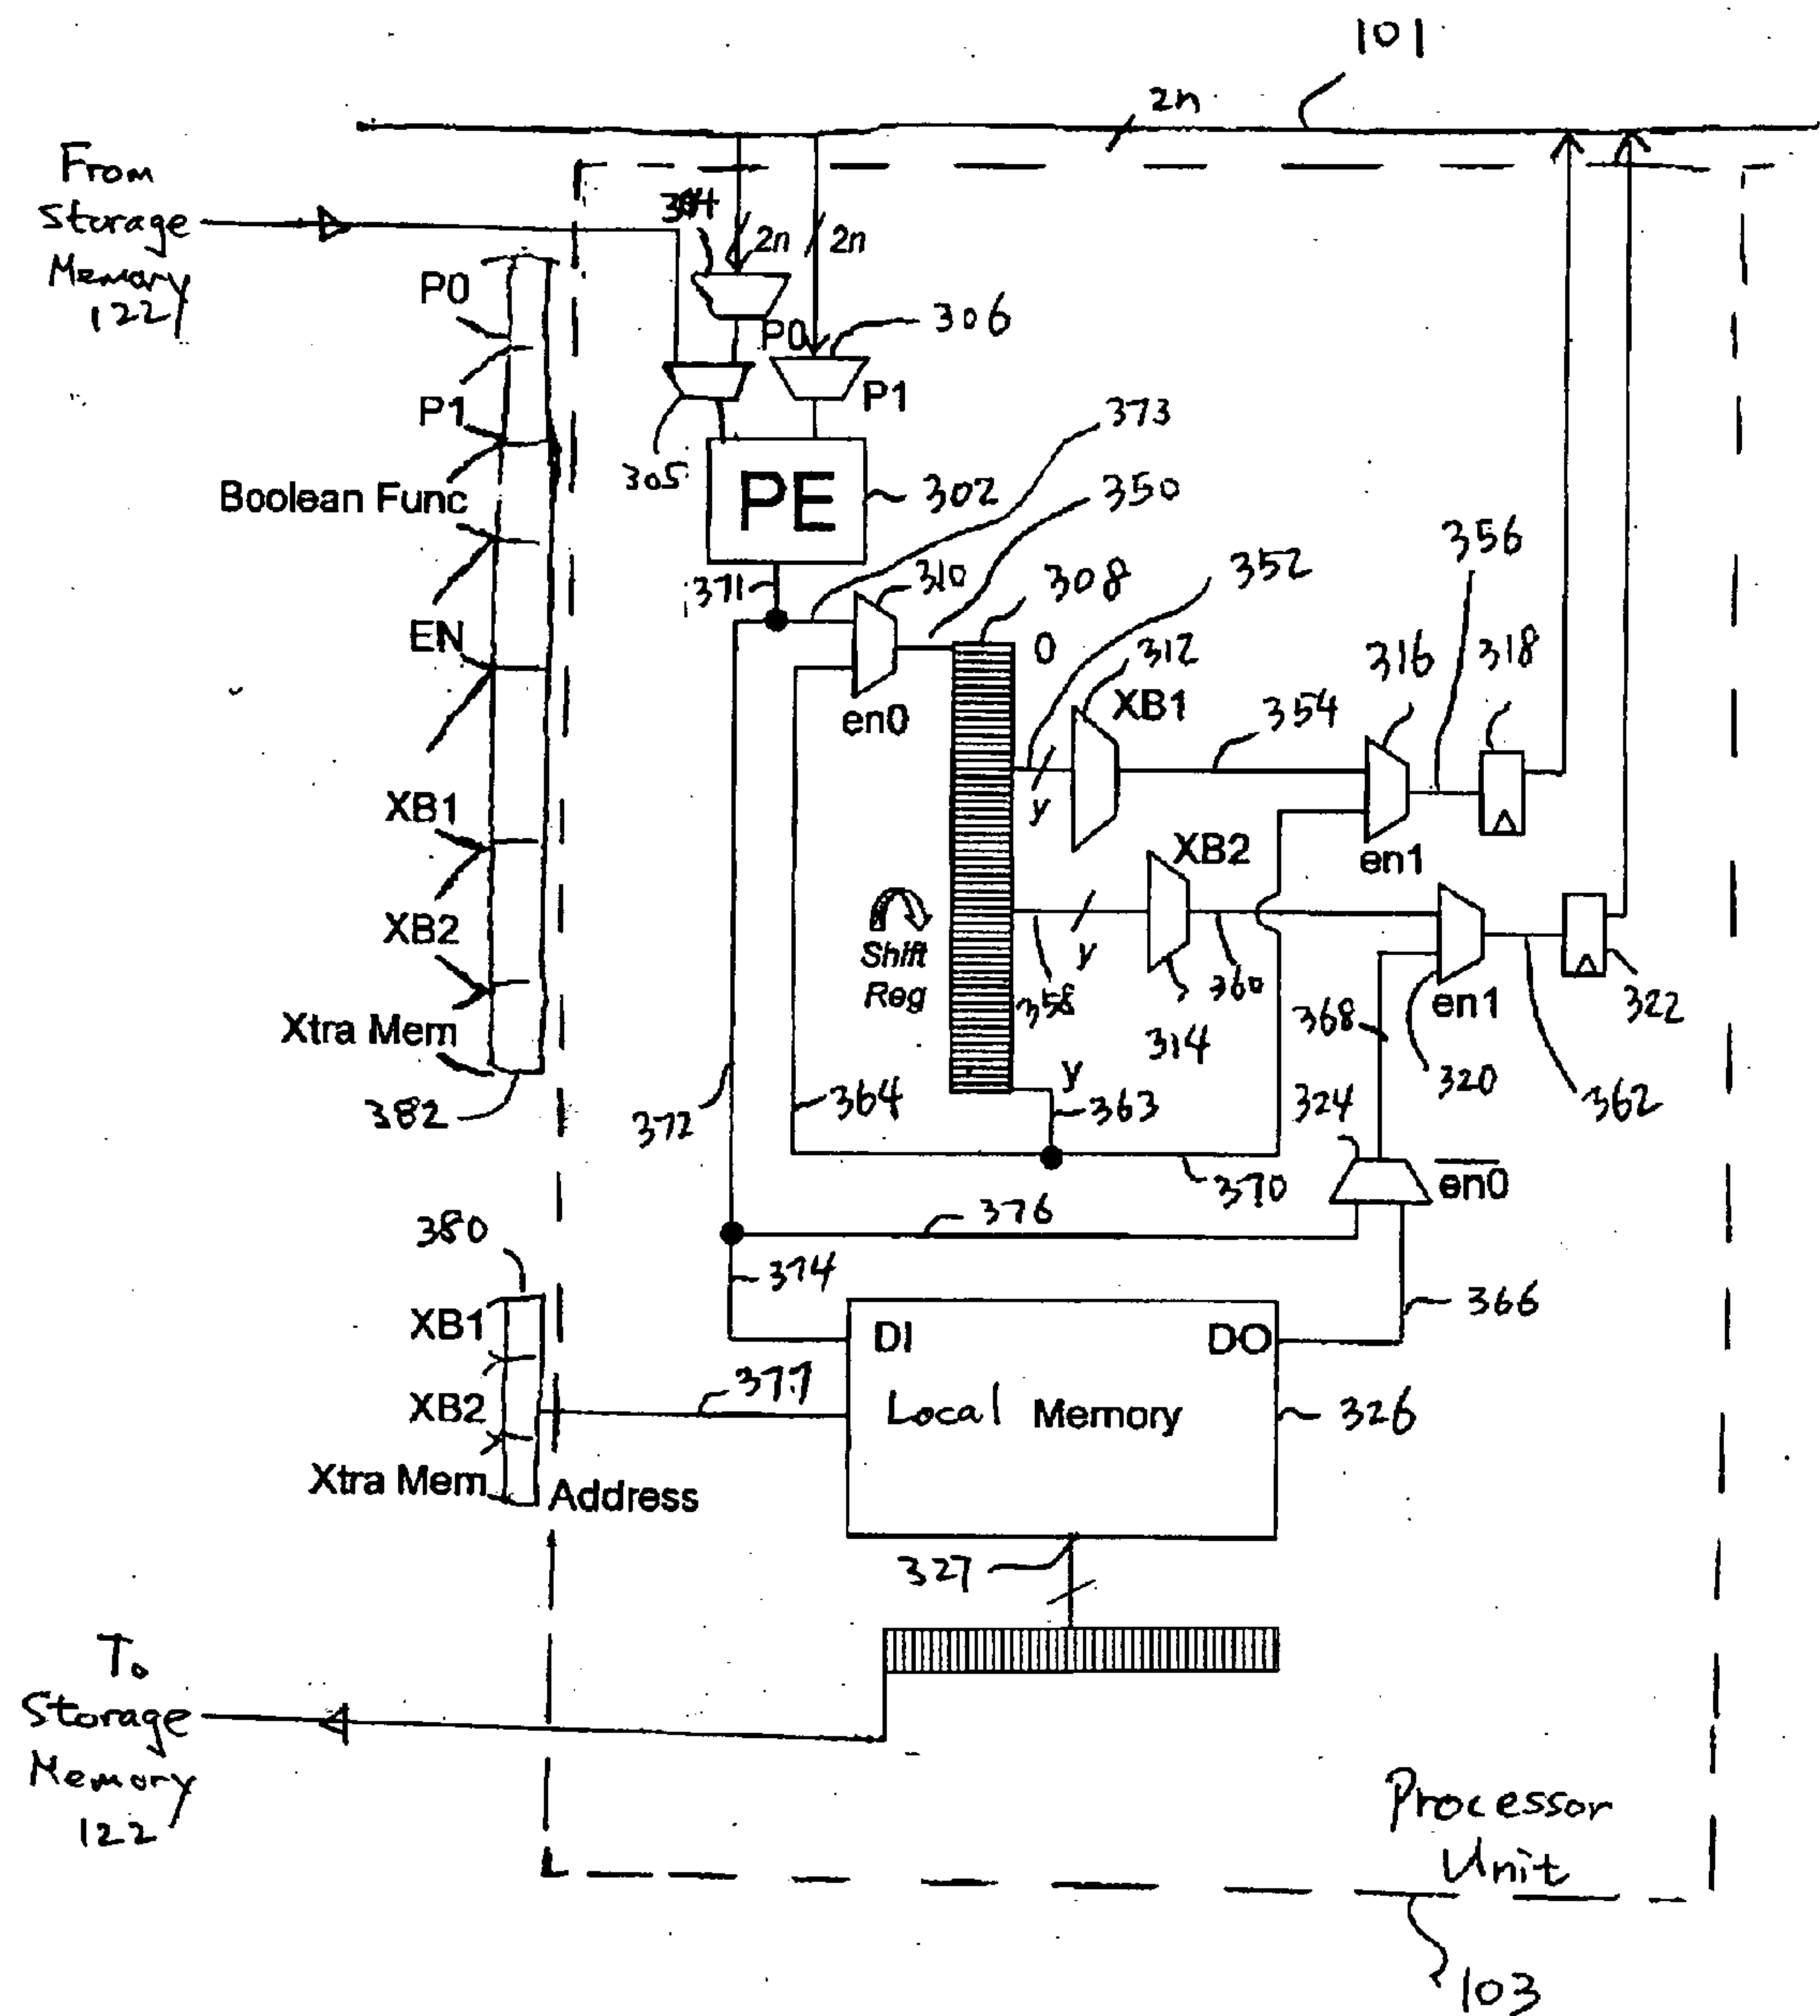 101
2n
From
Storage
Memory
122
2n
2n
P0
P0
306
P1
P1
373
305
PE
302
350
Boolean Func
356
371
310
308
352
EN
0
312
316
318
en0
XB1
354
XB1
y
en1
XB2
XB2
Shift
Reg
y
358
360
en1
322
Xtra Mem
314
368
320
362
382
372
364
y
363
324
370
en0
380
376
374
366
XB1
DI
DO
377
XB2
Local Memory
326
Xtra Mem
Address
327
To
Storage
Memory
122
Processor
Unit
103